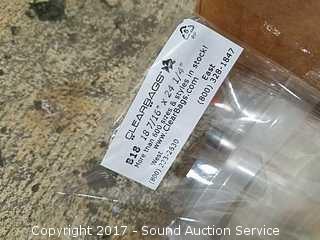 CLEARBAGS
B18 18 7/16" x 24 1/4"
More than 600 sizes & styles in stock!
www.ClearBags.com
West East
(800) 233-2630 (800) 328-1847
Copyright 2017 - Sound Auction Service